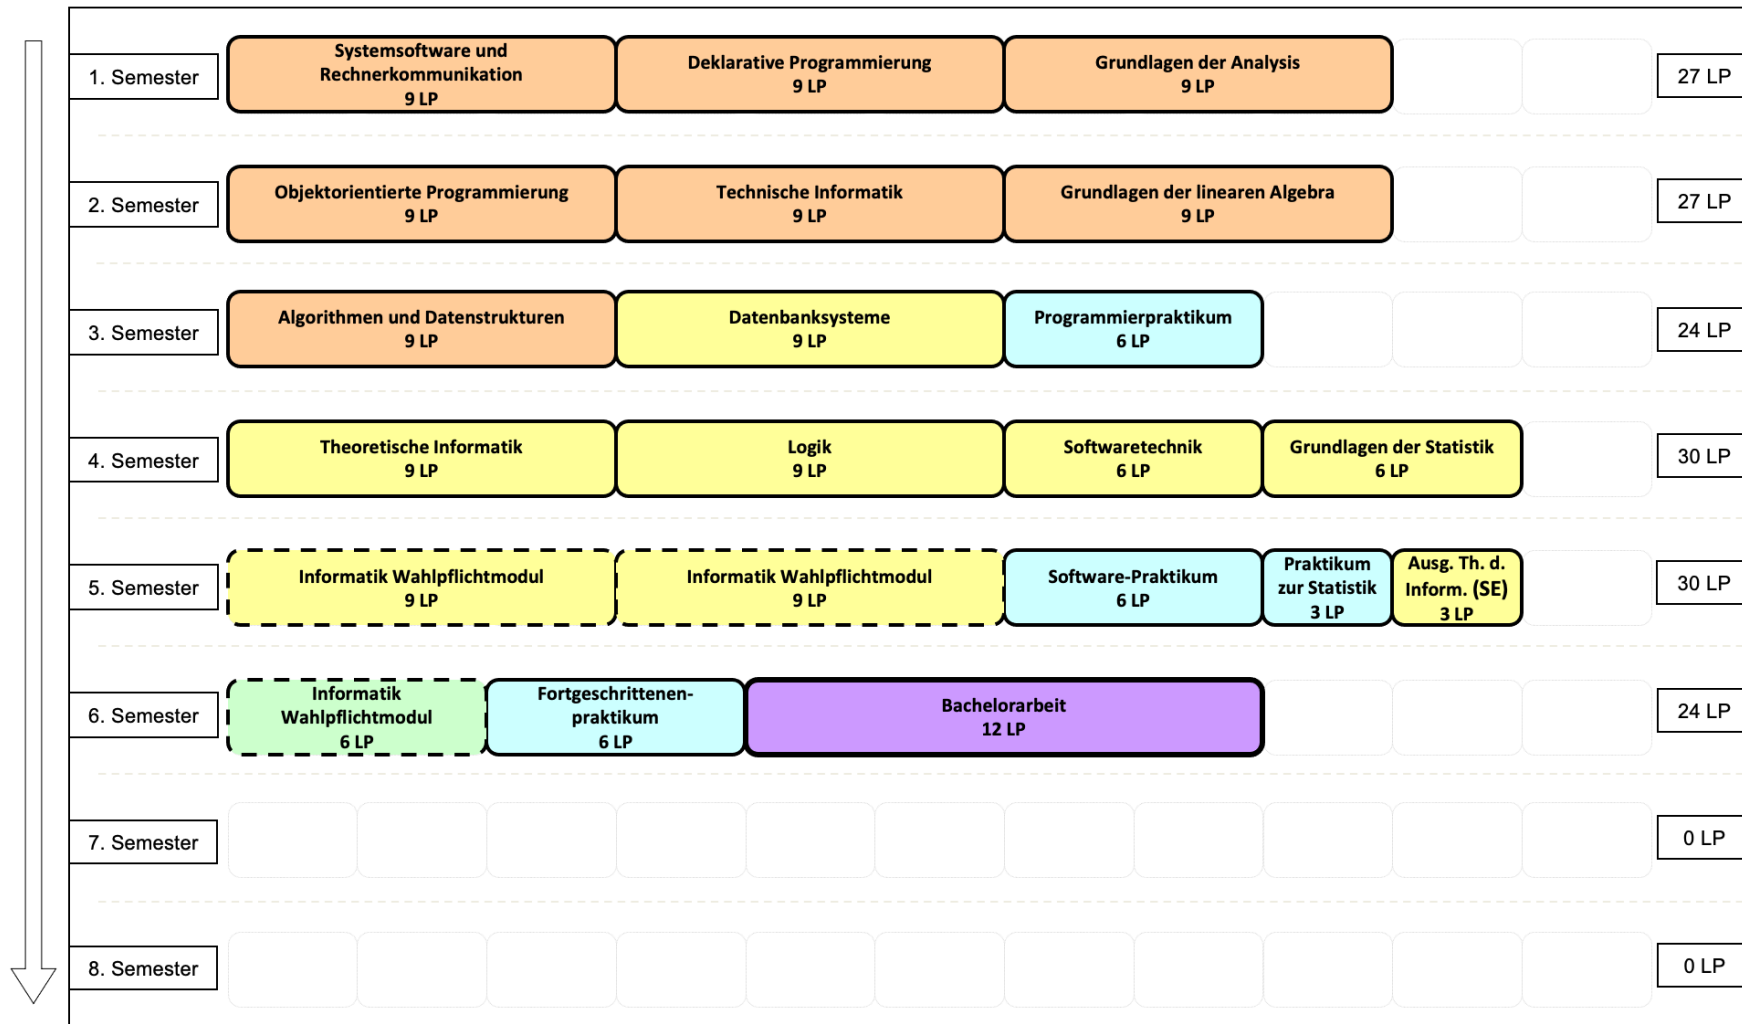 1. Semester
Systemsoftware und
Rechnerkommunikation
9 LP
Deklarative Programmierung
9 LP
Grundlagen der Analysis
9 LP
27 LP
2. Semester
Objektorientierte Programmierung
9 LP
Technische Informatik
9 LP
Grundlagen der linearen Algebra
9 LP
27 LP
3. Semester
Algorithmen und Datenstrukturen
9 LP
Datenbanksysteme
9 LP
Programmierpraktikum
6 LP
24 LP
4. Semester
Theoretische Informatik
9 LP
Logik
9 LP
Softwaretechnik
6 LP
Grundlagen der Statistik
6 LP
30 LP
5. Semester
Informatik Wahlpflichtmodul
9 LP
Informatik Wahlpflichtmodul
9 LP
Software-Praktikum
6 LP
Praktikum
zur Statistik
3 LP
Ausg. Th. d.
Inform. (SE)
3 LP
30 LP
6. Semester
Informatik
Wahlpflichtmodul
6 LP
Fortgeschrittenen-
praktikum
6 LP
Bachelorarbeit
12 LP
24 LP
7. Semester
0 LP
8. Semester
0 LP